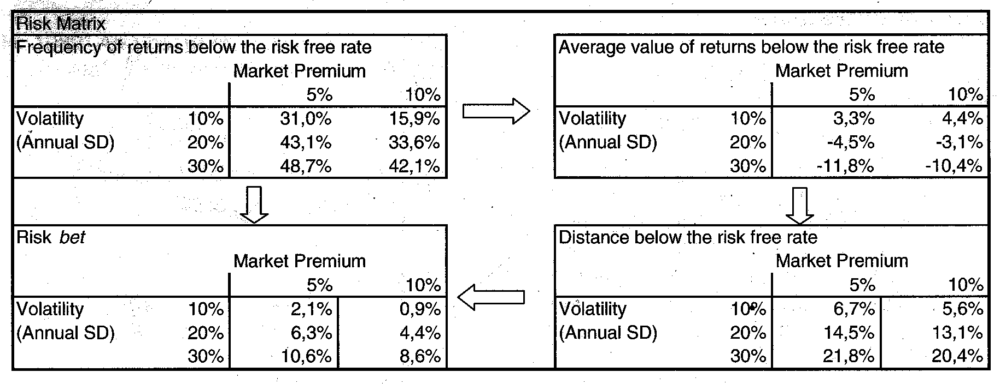 Risk Matrix
Frequency of returns below the risk free rate
Market Premium
5% 10%
Volatility 10% 31,0% 15,9%
(Annual SD) 20% 43,1% 33,6%
30% 48,7% 42,1%
Average value of returns below the risk free rate
Market Premium
5% 10%
Volatility 10% 3,3% 4,4%
(Annual SD) 20% -4,5% -3,1%
30% -11,8% -10,4%
Risk bet
Market Premium
5% 10%
Volatility 10% 2,1% 0,9%
(Annual SD) 20% 6,3% 4,4%
30% 10,6% 8,6%
Distance below the risk free rate
Market Premium
5% 10%
Volatility 10% 6,7% 5,6%
(Annual SD) 20% 14,5% 13,1%
30% 21,8% 20,4%